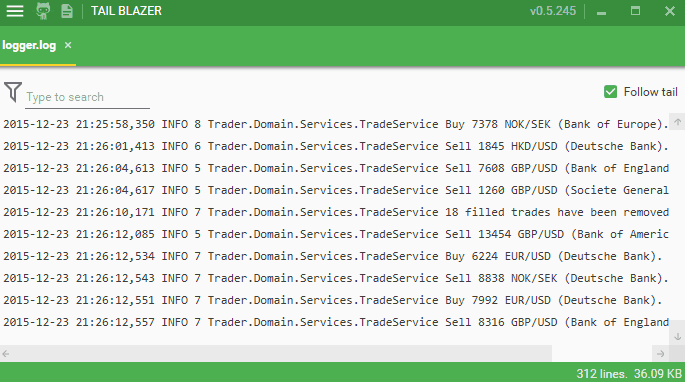 TAIL BLAZER v0.5.245
logger.log ×
Type to search Follow tail
2015-12-23 21:25:58,350 INFO 8 Trader.Domain.Services.TradeService Buy 7378 NOK/SEK (Bank of Europe).
2015-12-23 21:26:01,413 INFO 6 Trader.Domain.Services.TradeService Sell 1845 HKD/USD (Deutsche Bank).
2015-12-23 21:26:04,613 INFO 5 Trader.Domain.Services.TradeService Sell 7608 GBP/USD (Bank of England
2015-12-23 21:26:04,617 INFO 5 Trader.Domain.Services.TradeService Sell 1260 GBP/USD (Societe General
2015-12-23 21:26:10,171 INFO 7 Trader.Domain.Services.TradeService 18 filled trades have been removed
2015-12-23 21:26:12,085 INFO 5 Trader.Domain.Services.TradeService Sell 13454 GBP/USD (Bank of Americ
2015-12-23 21:26:12,534 INFO 7 Trader.Domain.Services.TradeService Buy 6224 EUR/USD (Deutsche Bank).
2015-12-23 21:26:12,543 INFO 7 Trader.Domain.Services.TradeService Sell 8838 NOK/SEK (Deutsche Bank).
2015-12-23 21:26:12,551 INFO 7 Trader.Domain.Services.TradeService Buy 7992 EUR/USD (Deutsche Bank).
2015-12-23 21:26:12,557 INFO 7 Trader.Domain.Services.TradeService Sell 8316 GBP/USD (Bank of England
312 lines. 36.09 KB